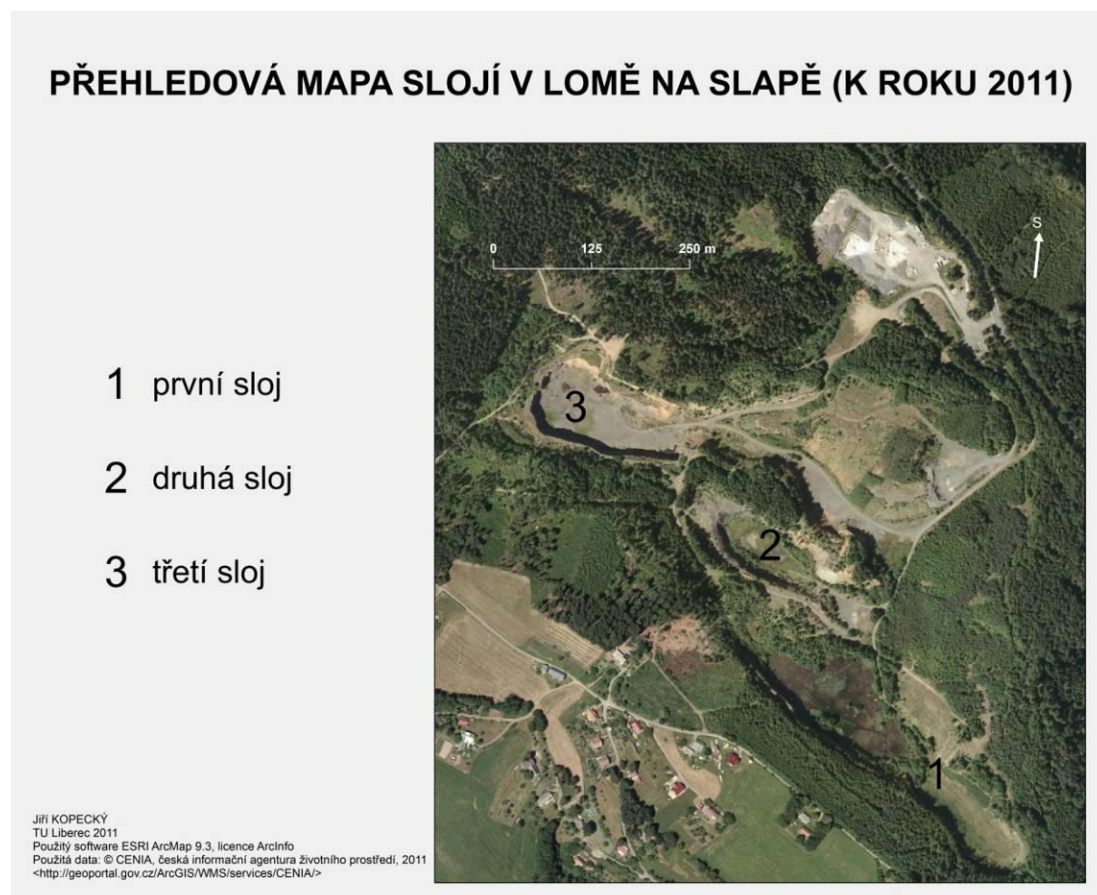 PŘEHLEDOVÁ MAPA SLOJÍ V LOMĚ NA SLAPĚ (K ROKU 2011)
0 125 250 m
S
1 první sloj
2 druhá sloj
3 třetí sloj
3
2
1
Jiří KOPECKÝ
TU Liberec 2011
Použitý software ESRI ArcMap 9.3, licence ArcInfo
Použitá data: © CENIA, česká informační agentura životního prostředí, 2011
<http://geoportal.gov.cz/ArcGIS/WMS/services/CENIA/>